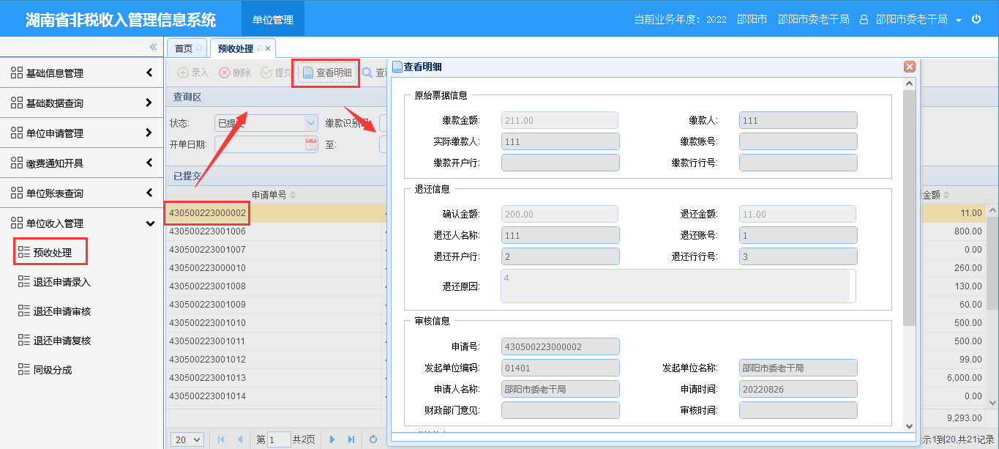 湖南省非税收入管理信息系统
单位管理
当前业务年度: 2022 邵阳市 邵阳市委老干局 邵阳市委老干局
首页 预收处理
基础信息管理
基础数据查询
单位申请管理
缴费通知开具
单位账表查询
单位收入管理
预收处理
退还申请录入
退还申请审核
退还申请复核
同级分成
录入 删除 提交 查看明细
查询区
状态:
开单日期: 至:
已提交
申请单号 金额
430500223000002 11.00
430500223001006 800.00
430500223001007 0.00
430500223000010 260.00
430500223001008 130.00
430500223001009 60.00
430500223001010 500.00
430500223001011 500.00
430500223001012 99.00
430500223001013 6,000.00
430500223001014 0.00
9,293.00
20 第 1 共2页
示1到20,共21记录
查看明细
原始票据信息
缴款金额: 211.00 缴款人: 111
实际缴款人: 111 缴款账号:
缴款开户行: 缴款行行号:
退还信息
确认金额: 200.00 退还金额: 11.00
退还人名称: 111 退还账号: 1
退还开户行: 2 退还行行号: 3
退还原因: 4
审核信息
申请号: 430500223000002
发起单位编码: 01401 发起单位名称: 邵阳市委老干局
申请人名称: 邵阳市委老干局 申请时间: 20220826
财政部门意见: 审核时间: